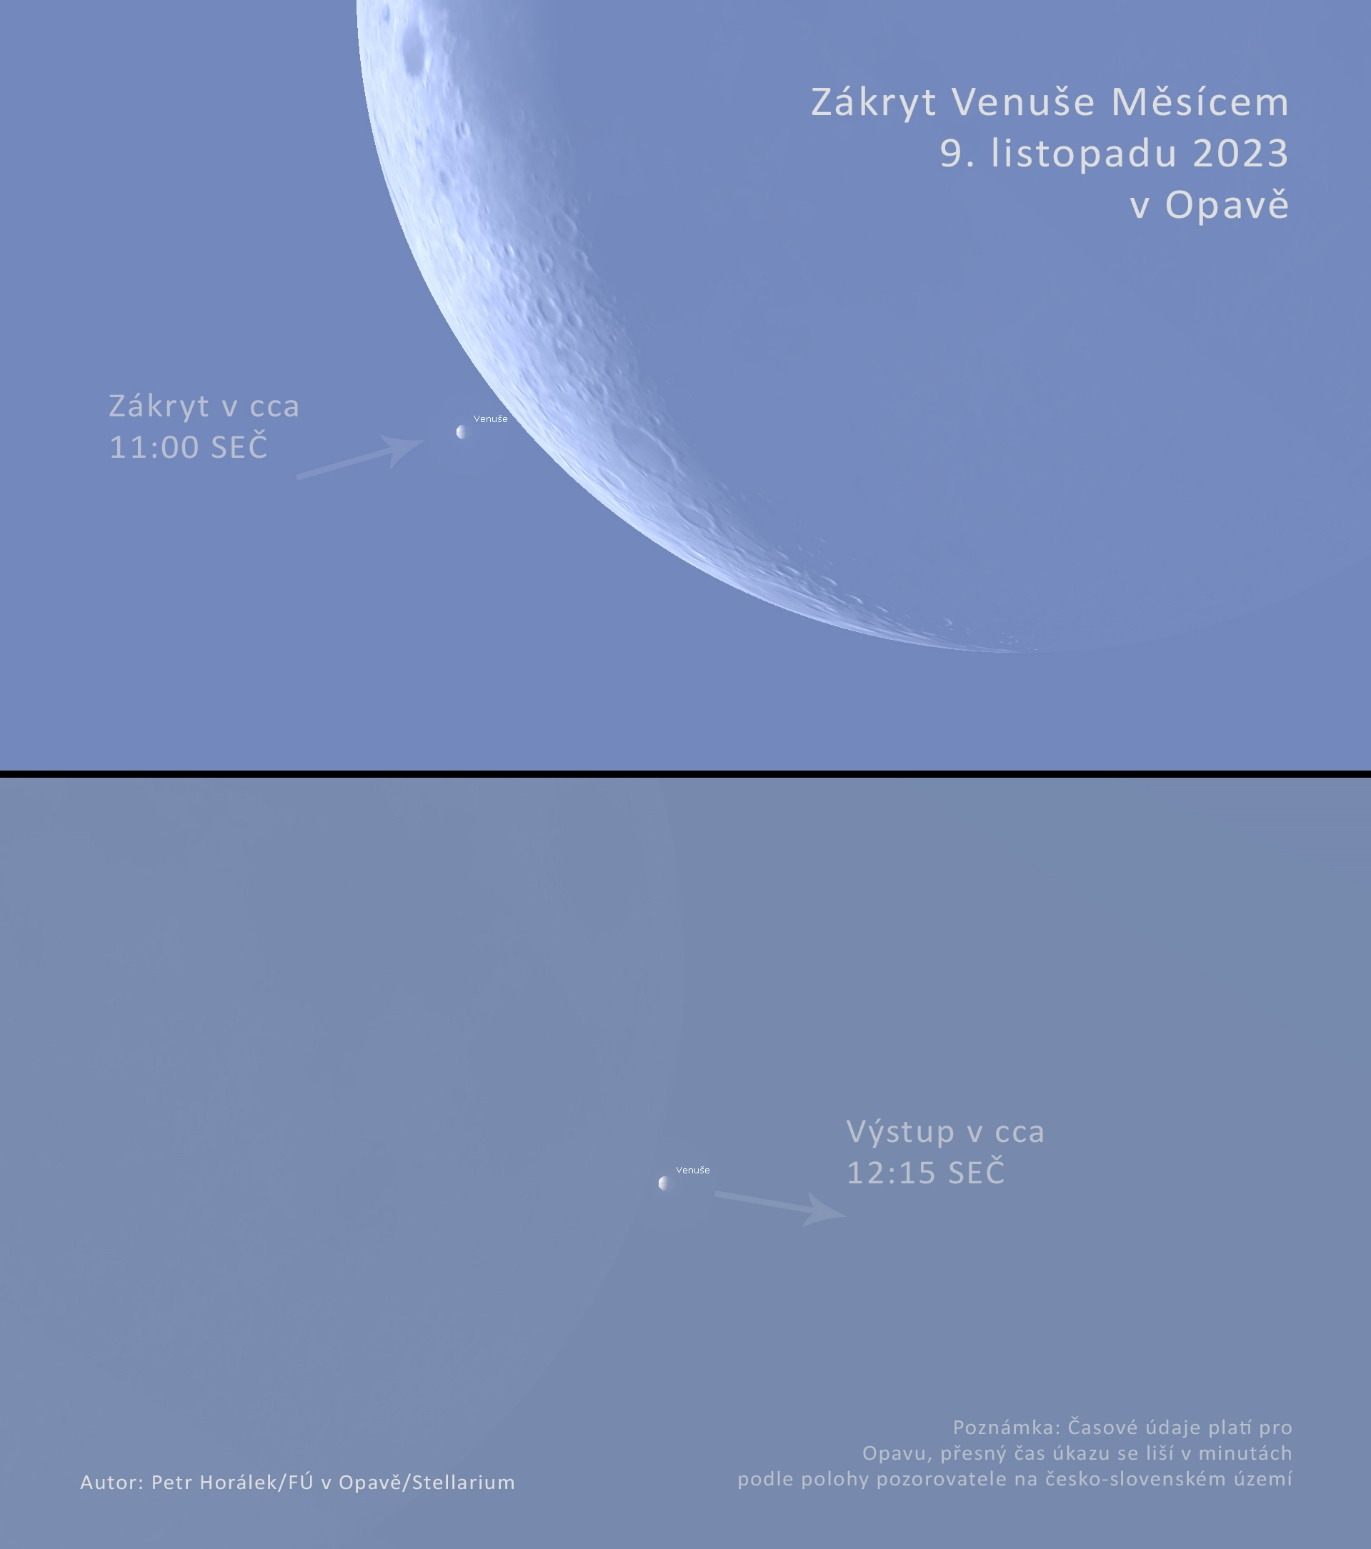 Zákryt Venuše Měsícem
9. listopadu 2023
v Opavě
Zákryt v cca
11:00 SEČ
Venuše
Venuše
Výstup v cca
12:15 SEČ
Poznámka: Časové údaje platí pro
Opavu, přesný čas úkazu se liší v minutách
podle polohy pozorovatele na česko-slovenském území
Autor: Petr Horálek/FÚ v Opavě/Stellarium